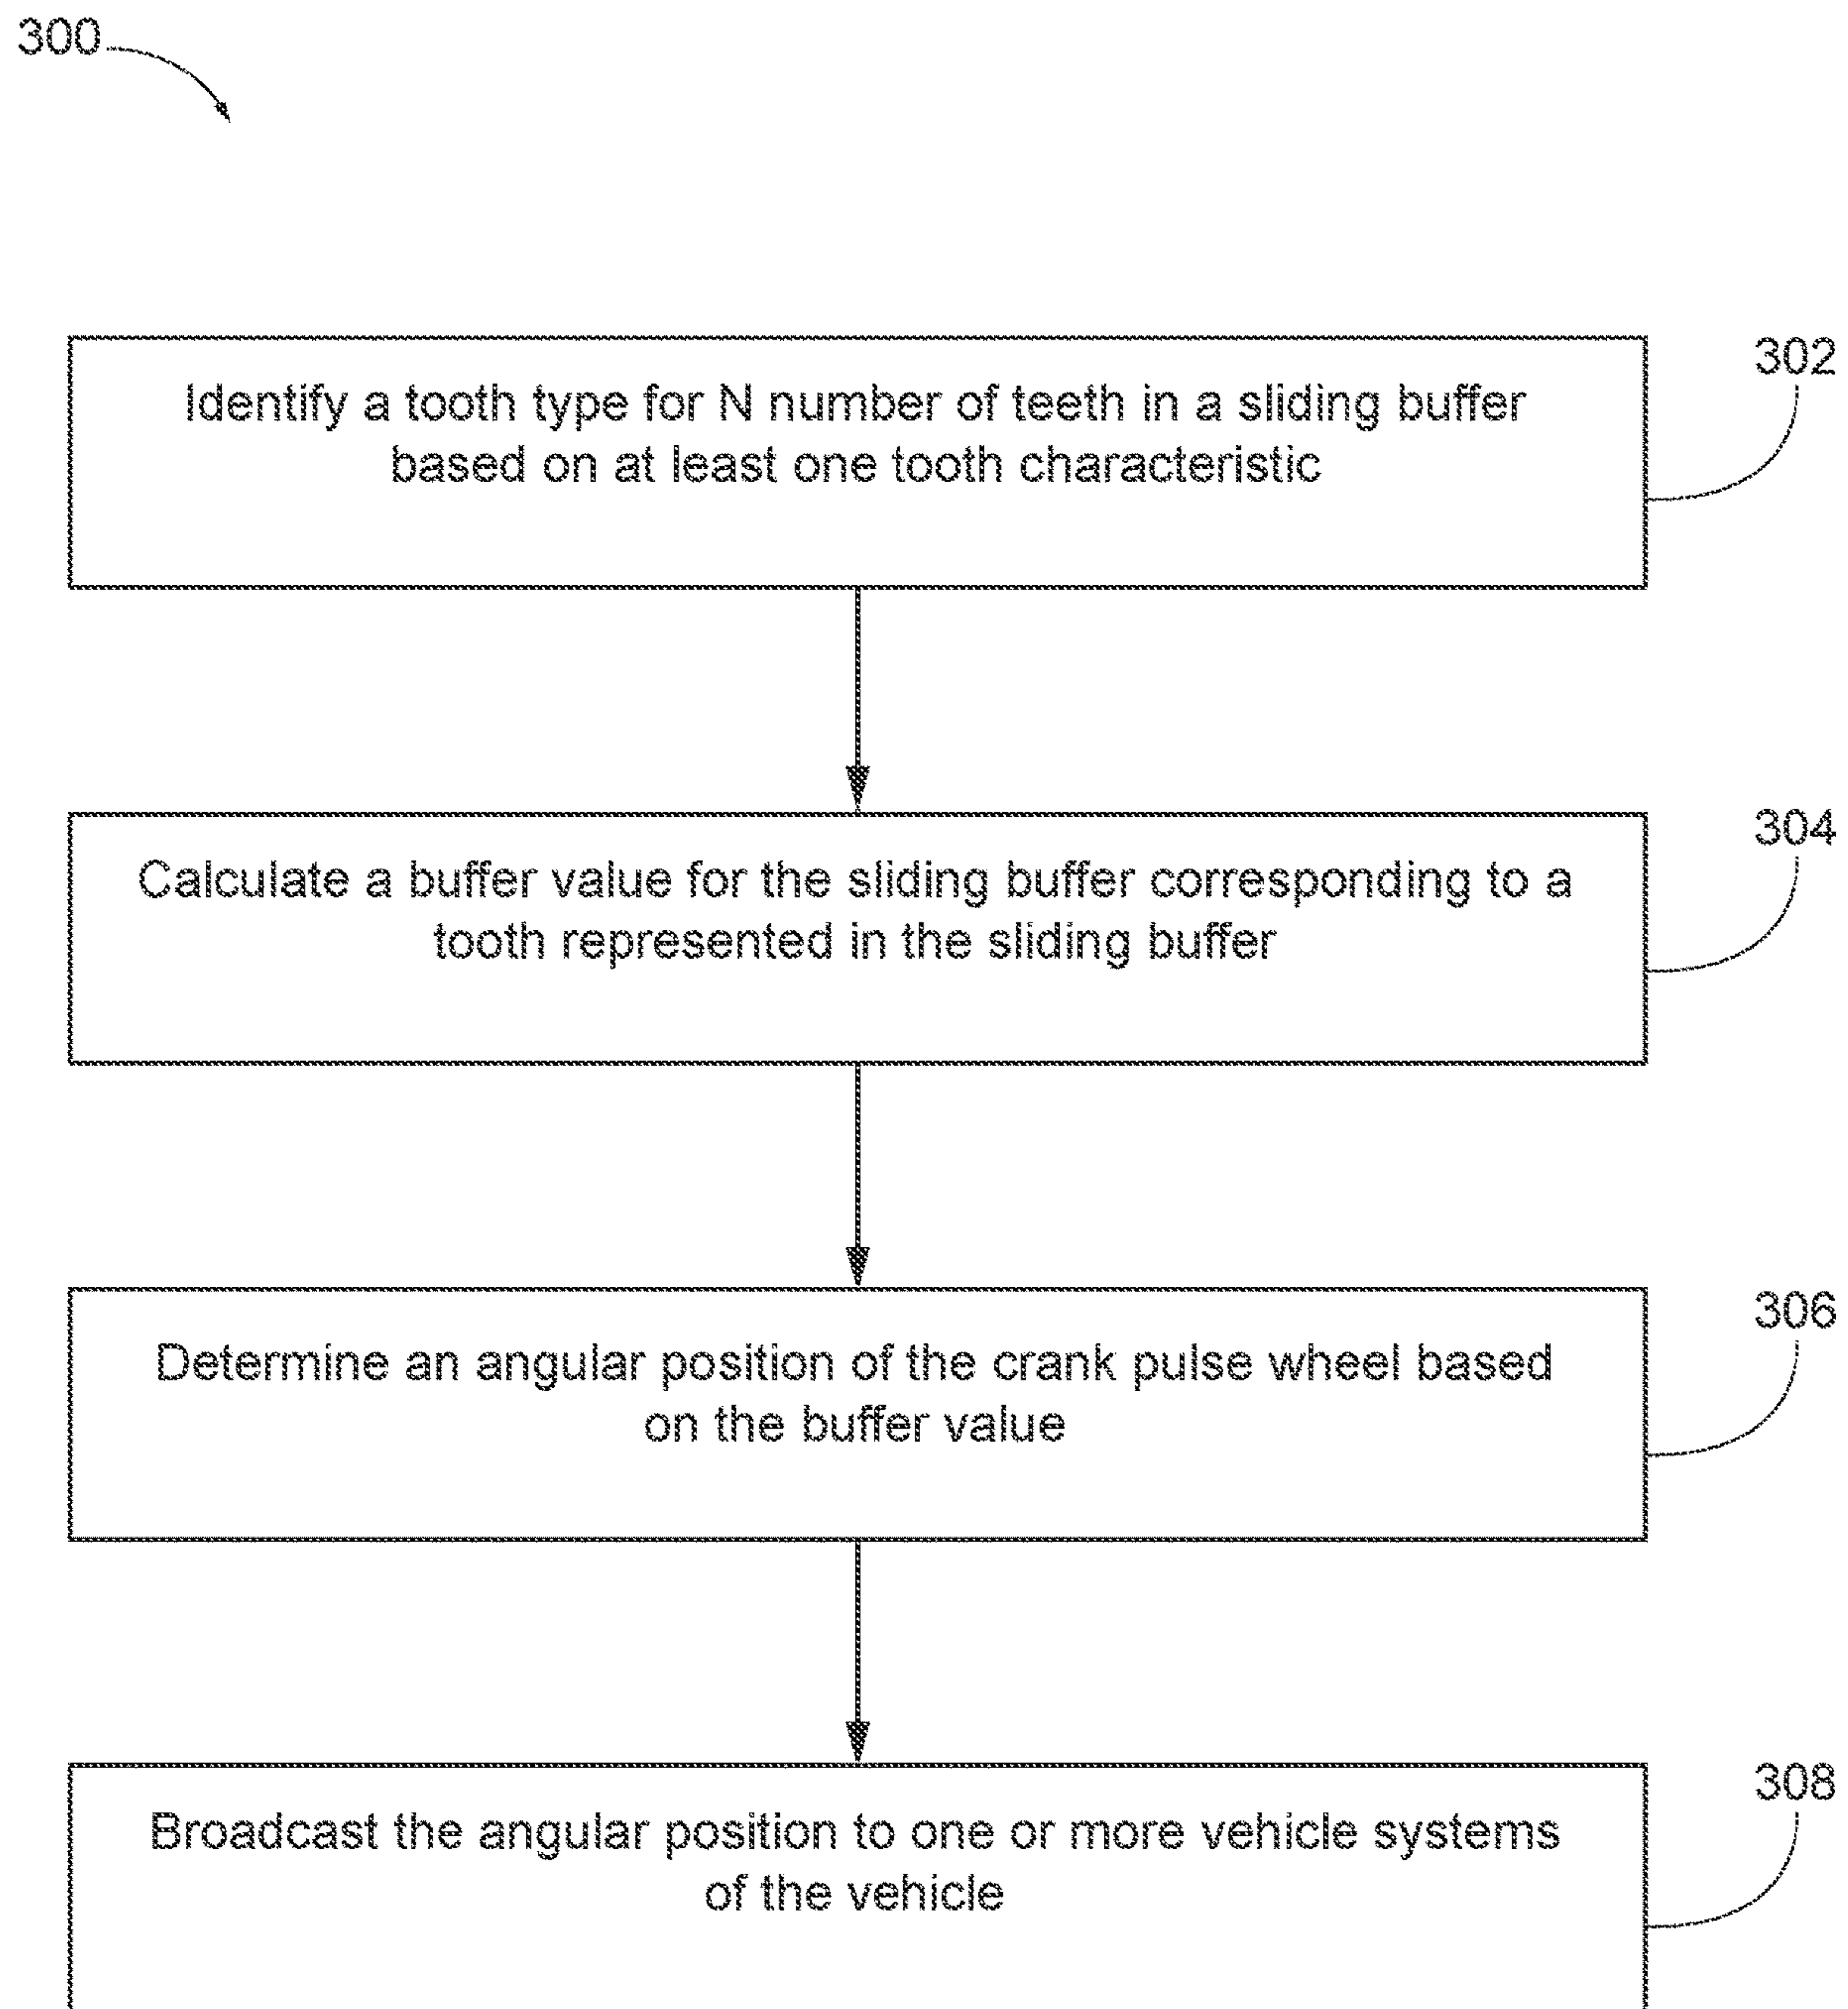 300
302
Identify a tooth type for N number of teeth in a sliding buffer
based on at least one tooth characteristic
304
Calculate a buffer value for the sliding buffer corresponding to a
tooth represented in the sliding buffer
306
Determine an angular position of the crank pulse wheel based
on the buffer value
308
Broadcast the angular position to one or more vehicle systems
of the vehicle